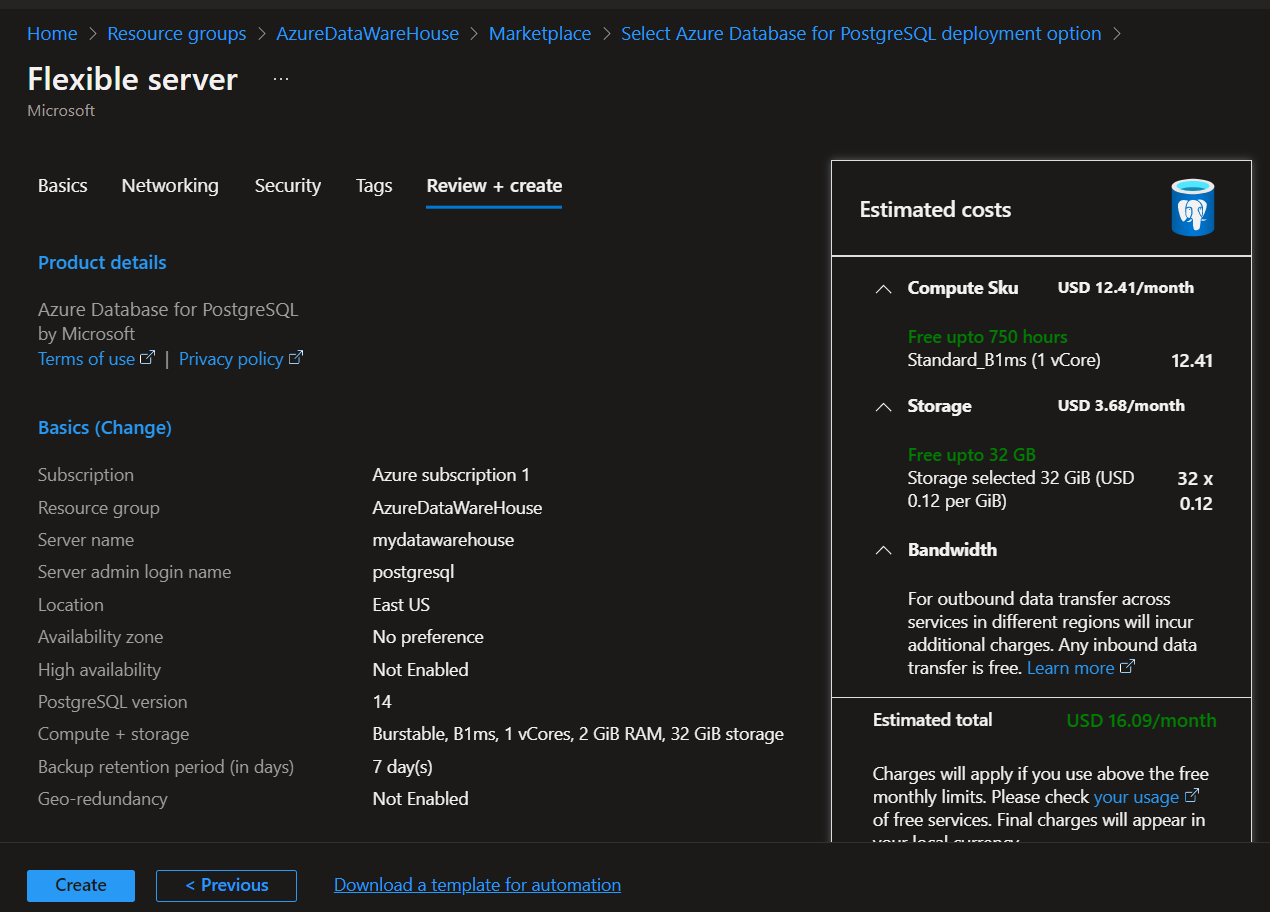 Home > Resource groups > AzureDataWareHouse > Marketplace > Select Azure Database for PostgreSQL deployment option >
Flexible server ...
Microsoft
Basics Networking Security Tags Review + create
Product details
Azure Database for PostgreSQL
by Microsoft
Terms of use | Privacy policy
Basics (Change)
Subscription Azure subscription 1
Resource group AzureDataWareHouse
Server name mydatawarehouse
Server admin login name postgresql
Location East US
Availability zone No preference
High availability Not Enabled
PostgreSQL version 14
Compute + storage Burstable, B1ms, 1 vCores, 2 GiB RAM, 32 GiB storage
Backup retention period (in days) 7 day(s)
Geo-redundancy Not Enabled
Estimated costs
Compute Sku USD 12.41/month
Free upto 750 hours
Standard_B1ms (1 vCore) 12.41
Storage USD 3.68/month
Free upto 32 GB
Storage selected 32 GiB (USD 32 x
0.12 per GiB) 0.12
Bandwidth
For outbound data transfer across
services in different regions will incur
additional charges. Any inbound data
transfer is free. Learn more
Estimated total USD 16.09/month
Charges will apply if you use above the free
monthly limits. Please check your usage
of free services. Final charges will appear in
your local currency.
Create < Previous Download a template for automation